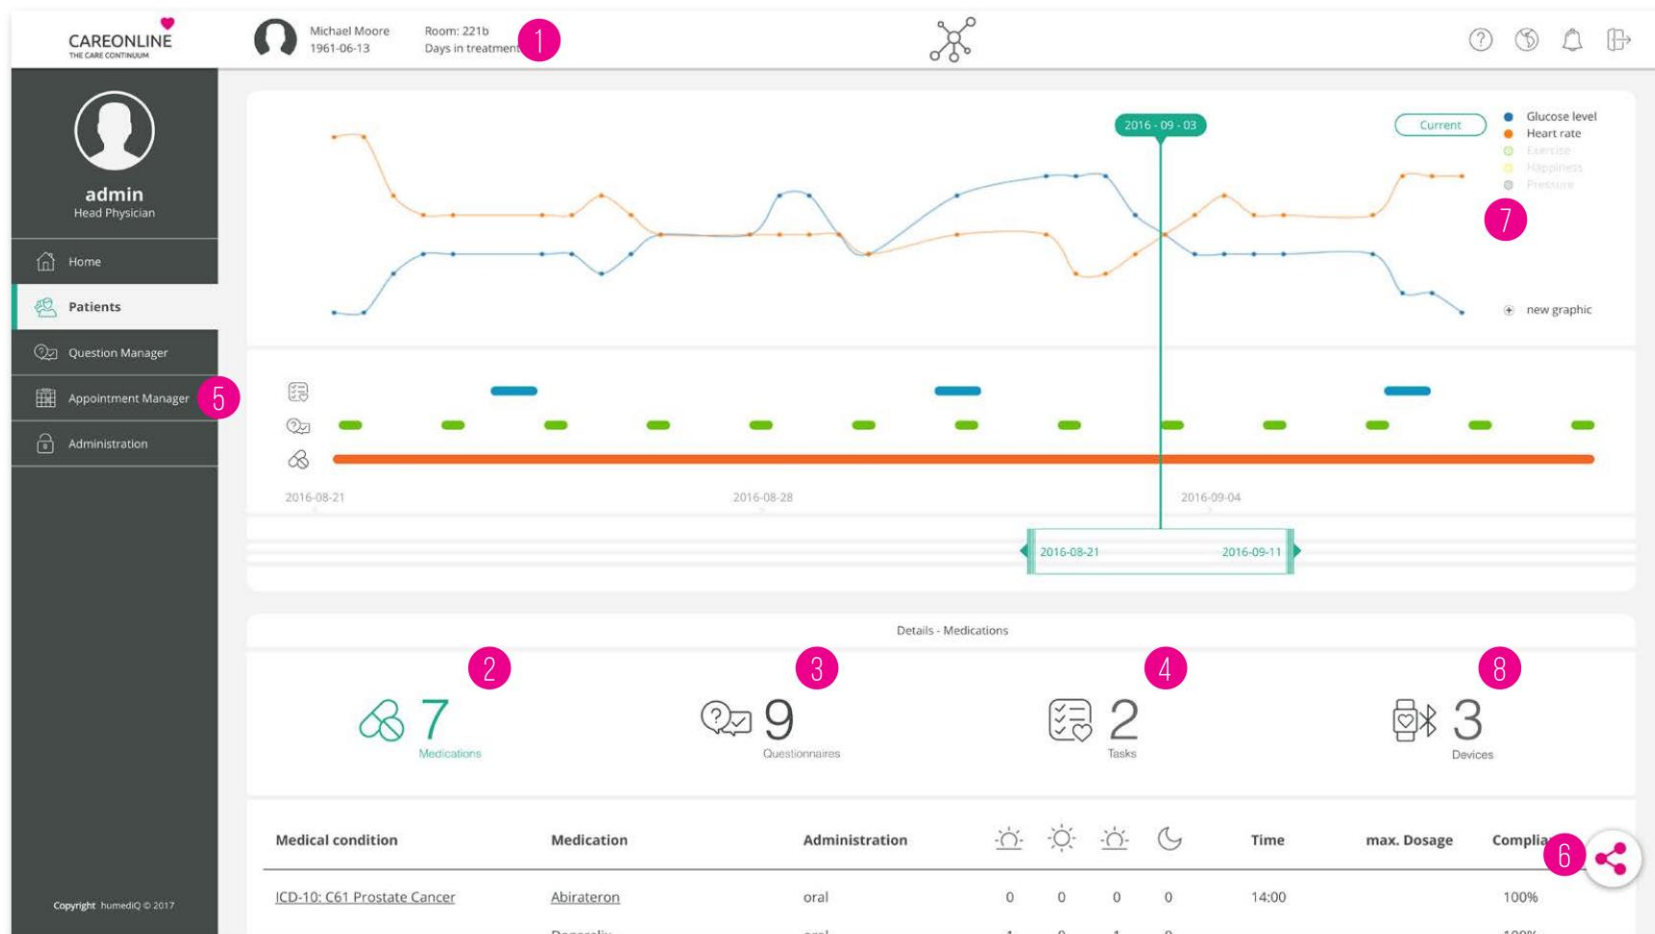 CAREONLINE
THE CARE CONTINUUM
Michael Moore
1961-06-13
Room: 221b
Days in treatment
1
admin
Head Physician
Home
Patients
Question Manager
Appointment Manager
5
Administration
Copyright humediQ © 2017
2016 - 09 - 03
Current
Glucose level
Heart rate
Exercise
Happiness
Pressure
7
new graphic
2016-08-21
2016-08-28
2016-09-04
2016-08-21
2016-09-11
Details - Medications
2
7
Medications
3
9
Questionnaires
4
2
Tasks
8
3
Devices
Medical condition Medication Administration Time max. Dosage Complia
6
ICD-10: C61 Prostate Cancer Abirateron oral 0 0 0 0 14:00 100%